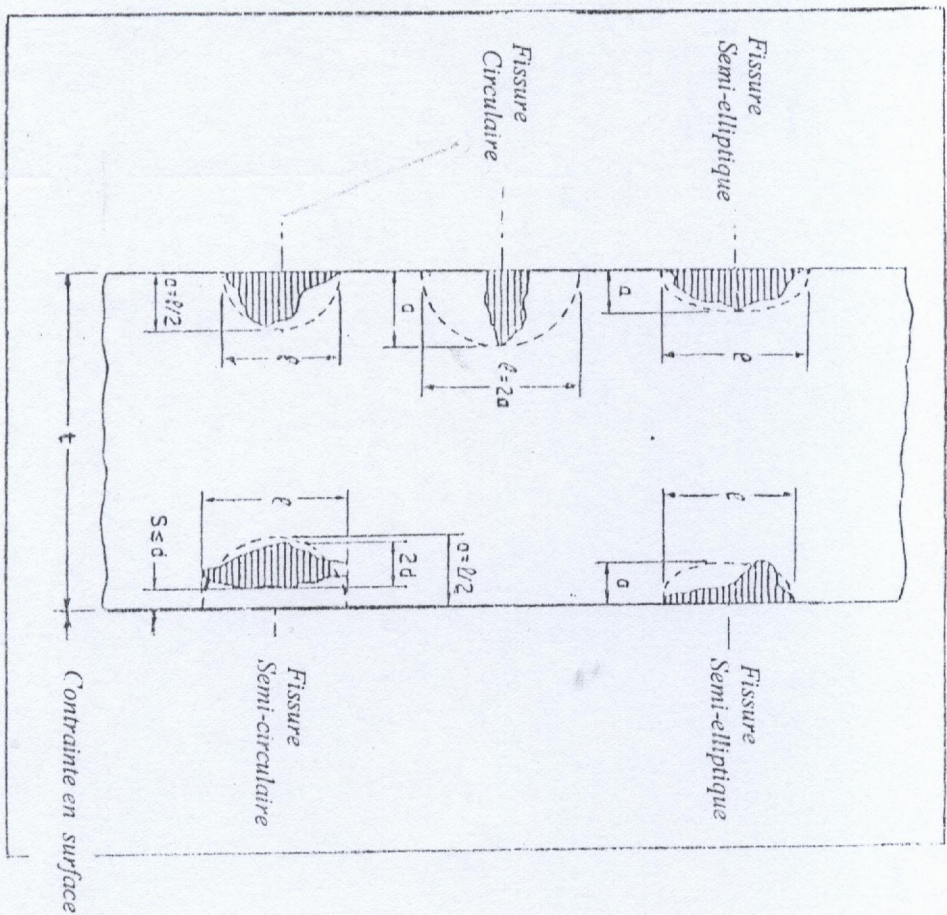 Fissure
Semi-elliptique
Fissure
Circulaire
a
ℓ
a
ℓ=2a
a=ℓ/2
ℓ
t
ℓ
a
Fissure
Semi-elliptique
ℓ
a=ℓ/2
2d
S≤d
Fissure
Semi-circulaire
Contrainte en surface